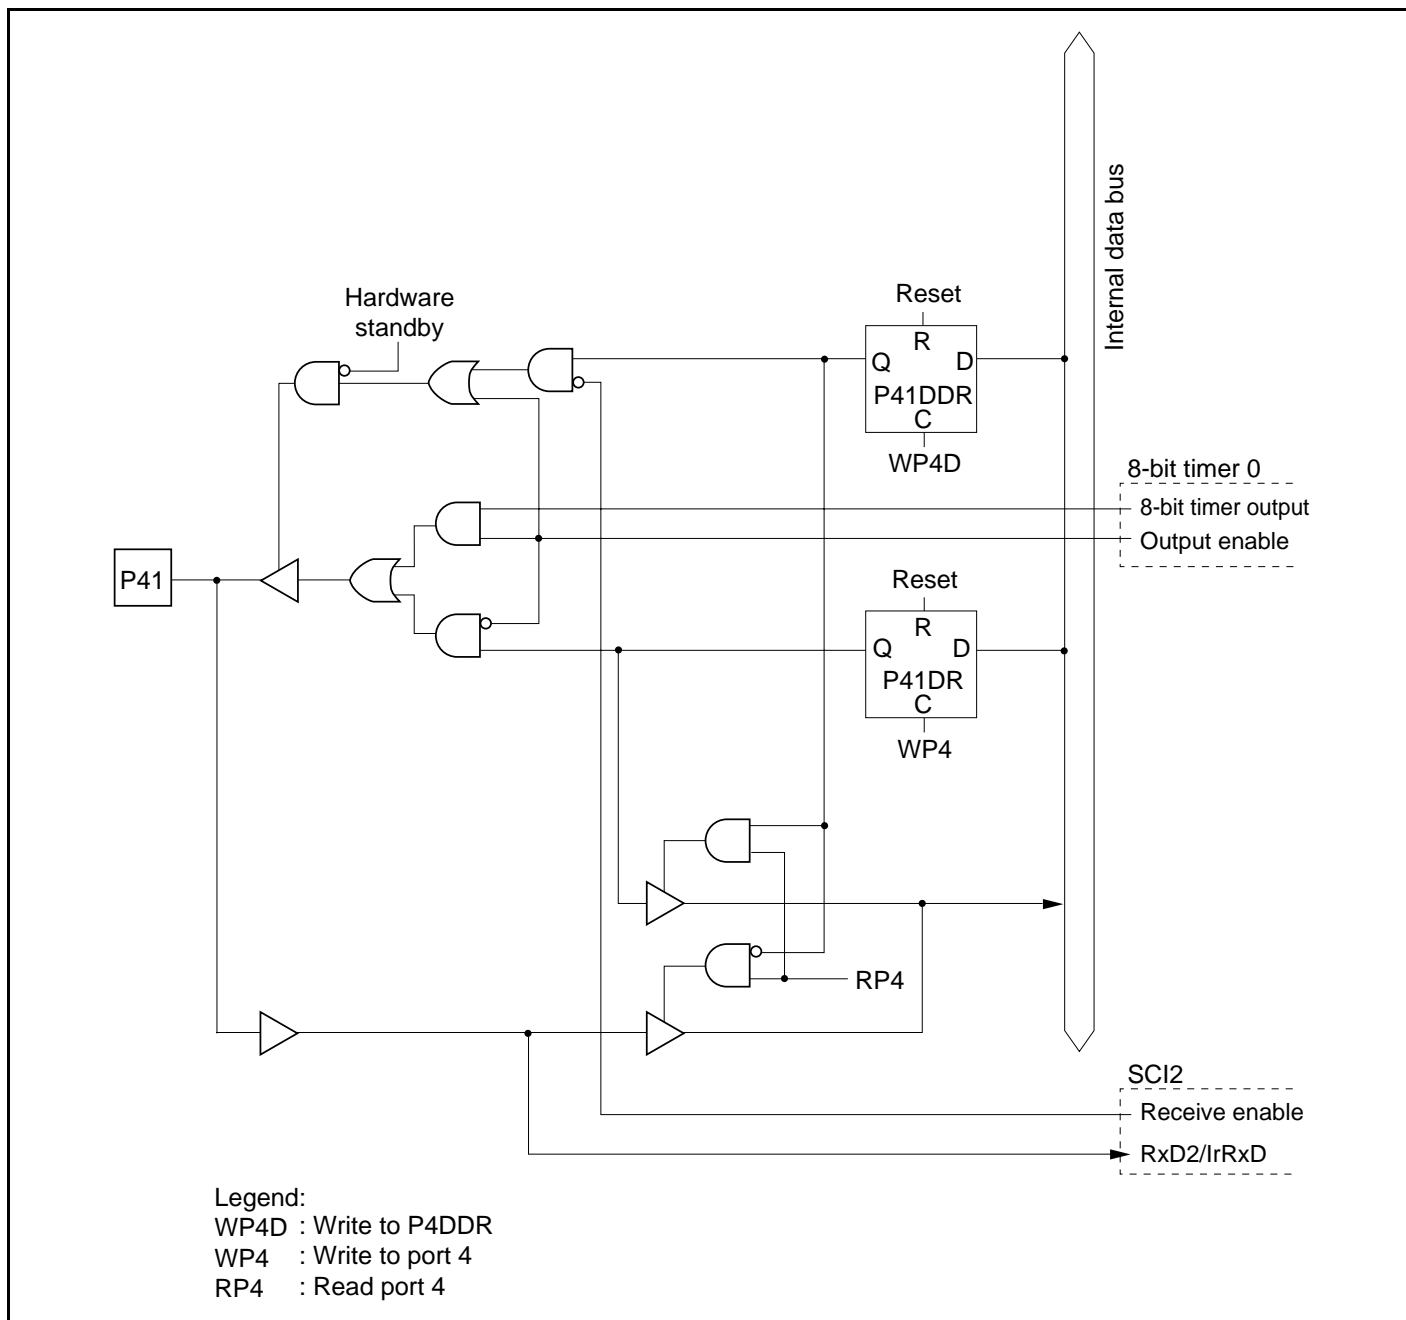 Internal data bus
Reset
Hardware
standby
R
Q
D
P41DDR
C
WP4D
8-bit timer 0
8-bit timer output
Output enable
P41
Reset
R
Q
D
P41DR
C
WP4
RP4
SCI2
Receive enable
RxD2/IrRxD
Legend:
WP4D : Write to P4DDR
WP4 : Write to port 4
RP4 : Read port 4